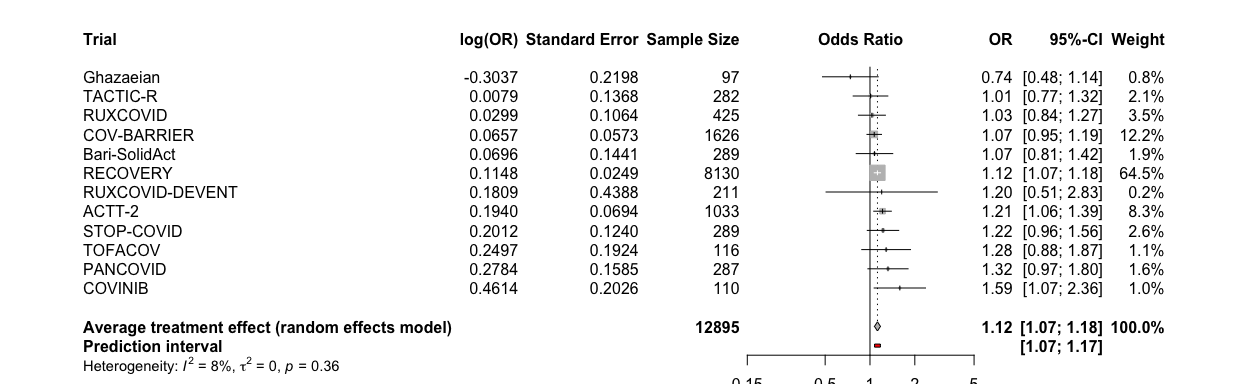 Trial log(OR) Standard Error Sample Size Odds Ratio OR 95%-CI Weight
Ghazaeian -0.3037 0.2198 97 0.74 [0.48; 1.14] 0.8%
TACTIC-R 0.0079 0.1368 282 1.01 [0.77; 1.32] 2.1%
RUXCOVID 0.0299 0.1064 425 1.03 [0.84; 1.27] 3.5%
COV-BARRIER 0.0657 0.0573 1626 1.07 [0.95; 1.19] 12.2%
Bari-SolidAct 0.0696 0.1441 289 1.07 [0.81; 1.42] 1.9%
RECOVERY 0.1148 0.0249 8130 1.12 [1.07; 1.18] 64.5%
RUXCOVID-DEVENT 0.1809 0.4388 211 1.20 [0.51; 2.83] 0.2%
ACTT-2 0.1940 0.0694 1033 1.21 [1.06; 1.39] 8.3%
STOP-COVID 0.2012 0.1240 289 1.22 [0.96; 1.56] 2.6%
TOFACOV 0.2497 0.1924 116 1.28 [0.88; 1.87] 1.1%
PANCOVID 0.2784 0.1585 287 1.32 [0.97; 1.80] 1.6%
COVINIB 0.4614 0.2026 110 1.59 [1.07; 2.36] 1.0%
Average treatment effect (random effects model) 12895 1.12 [1.07; 1.18] 100.0%
Prediction interval [1.07; 1.17]
Heterogeneity: I² = 8%, τ² = 0, p = 0.36
0.15 0.5 1 2 5